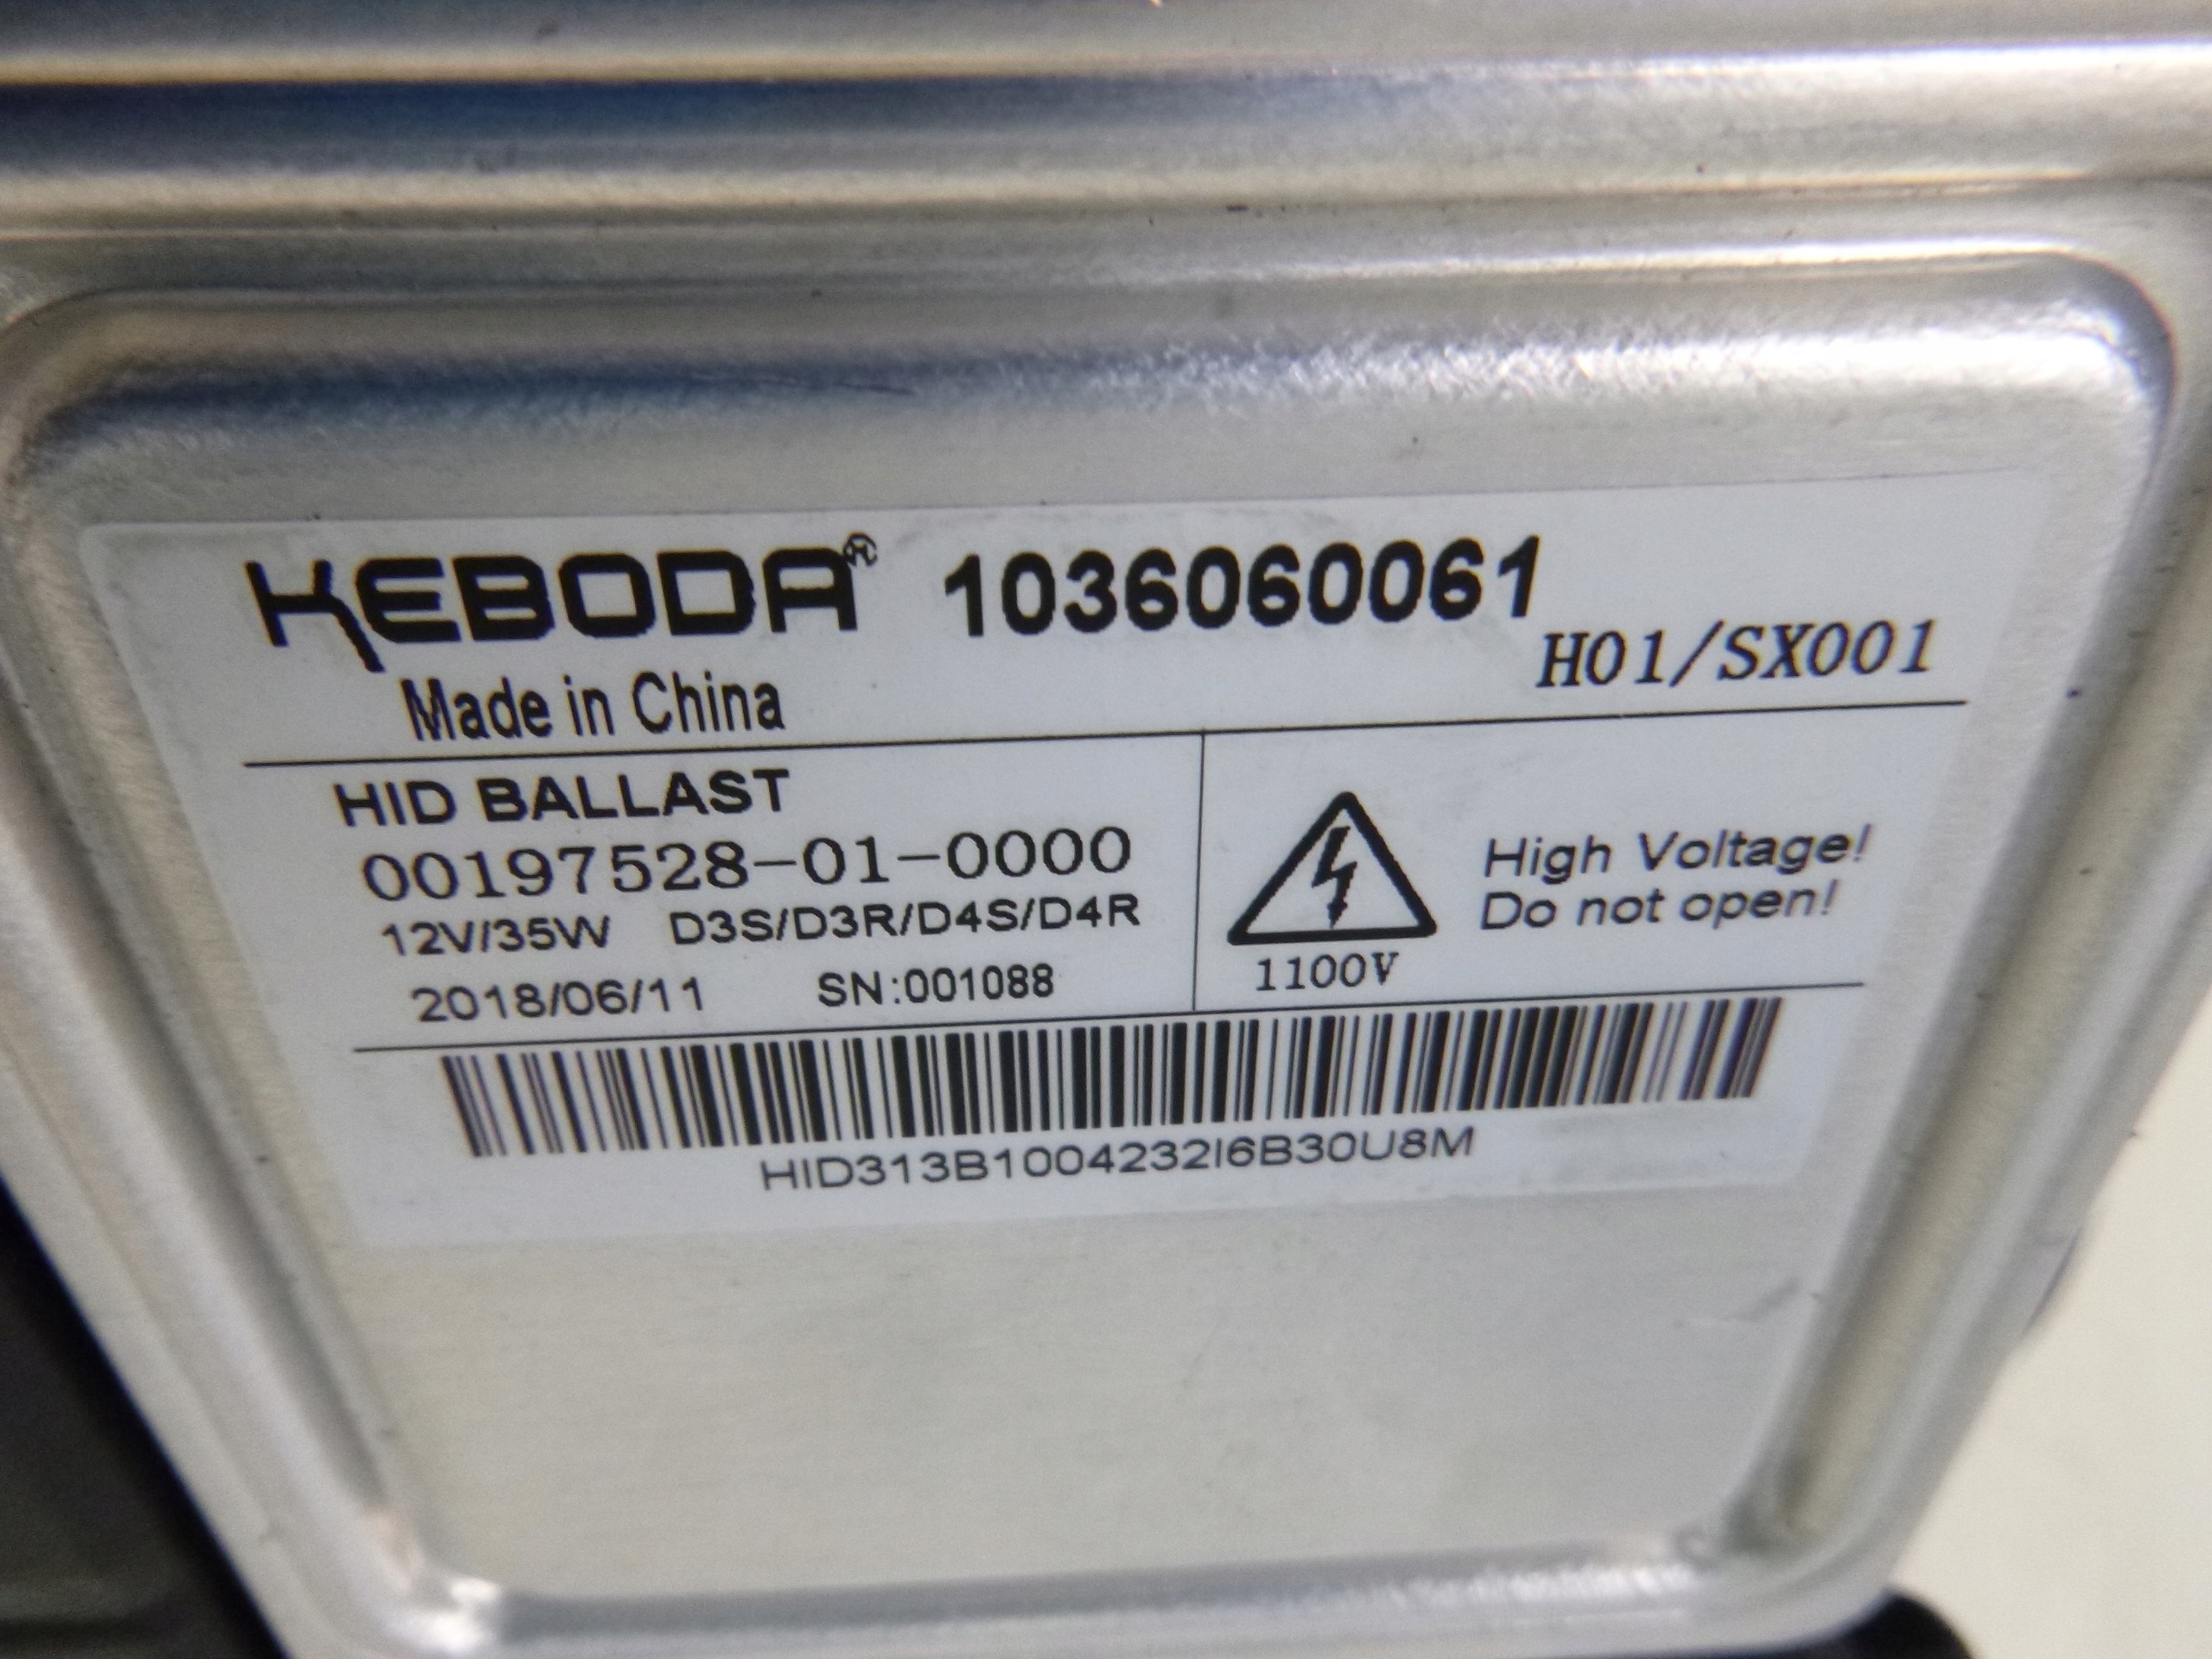 KEBODA® 1036060061
H01/SX001
Made in China
HID BALLAST
00197528-01-0000
12V/35W D3S/D3R/D4S/D4R
2018/06/11 SN:001088
High Voltage!
Do not open!
1100V
HID313B1004232I6B30U8M